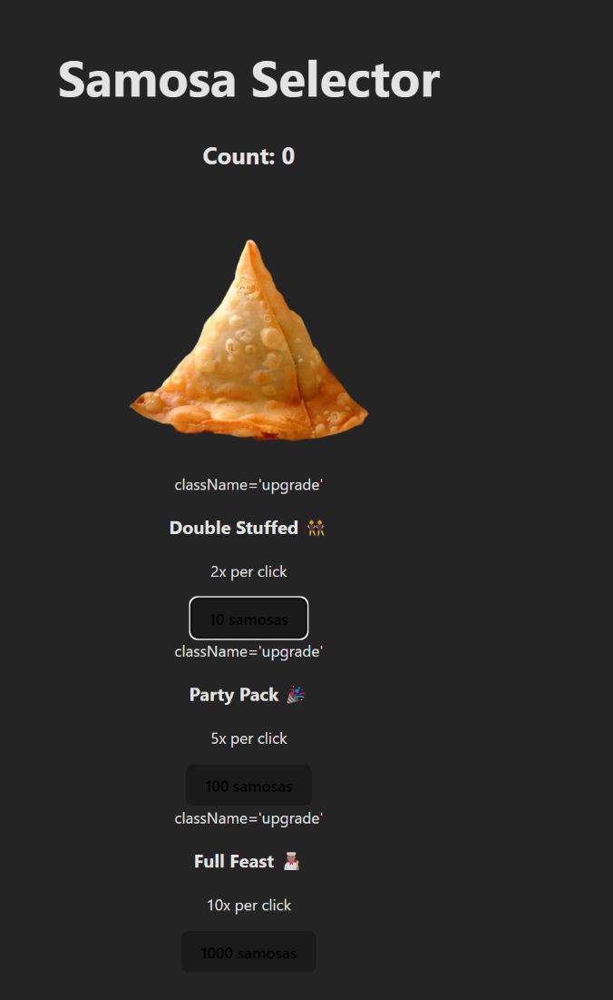 Samosa Selector
Count: 0
className='upgrade'
Double Stuffed 👯
2x per click
10 samosas
className='upgrade'
Party Pack 🎉
5x per click
100 samosas
className='upgrade'
Full Feast 👩🏽‍🍳
10x per click
1000 samosas